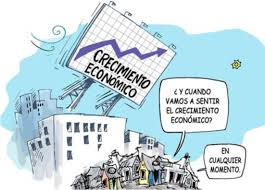 CRECIMIENTO
ECONÓMICO
¿Y CUANDO
VAMOS A SENTIR
EL CRECIMIENTO
ECONÓMICO?
EN
CUALQUIER
MOMENTO.